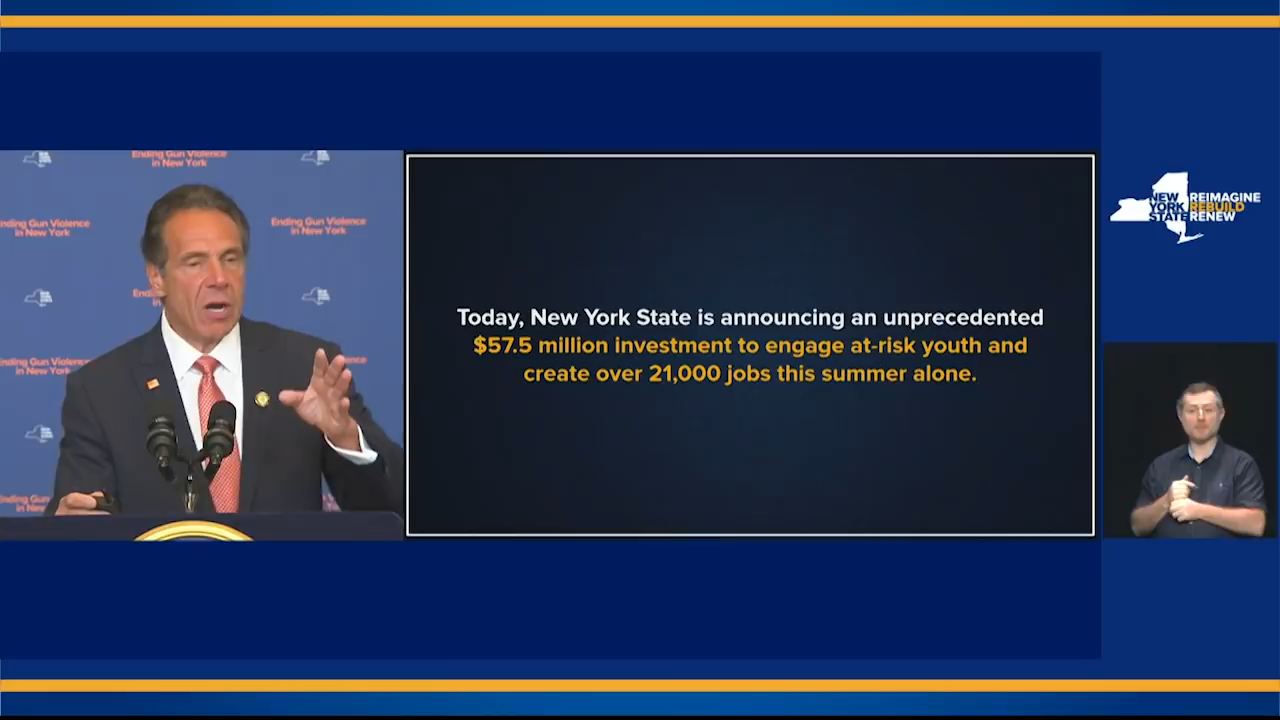 Ending Gun Violence
in New York
nding Gun Violence
in New York
Ending Gun Violence
in New York
Today, New York State is announcing an unprecedented
$57.5 million investment to engage at-risk youth and
create over 21,000 jobs this summer alone.
nding Gun Violence
in New York
NEW
YORK
STATE
REIMAGINE
REBUILD
RENEW